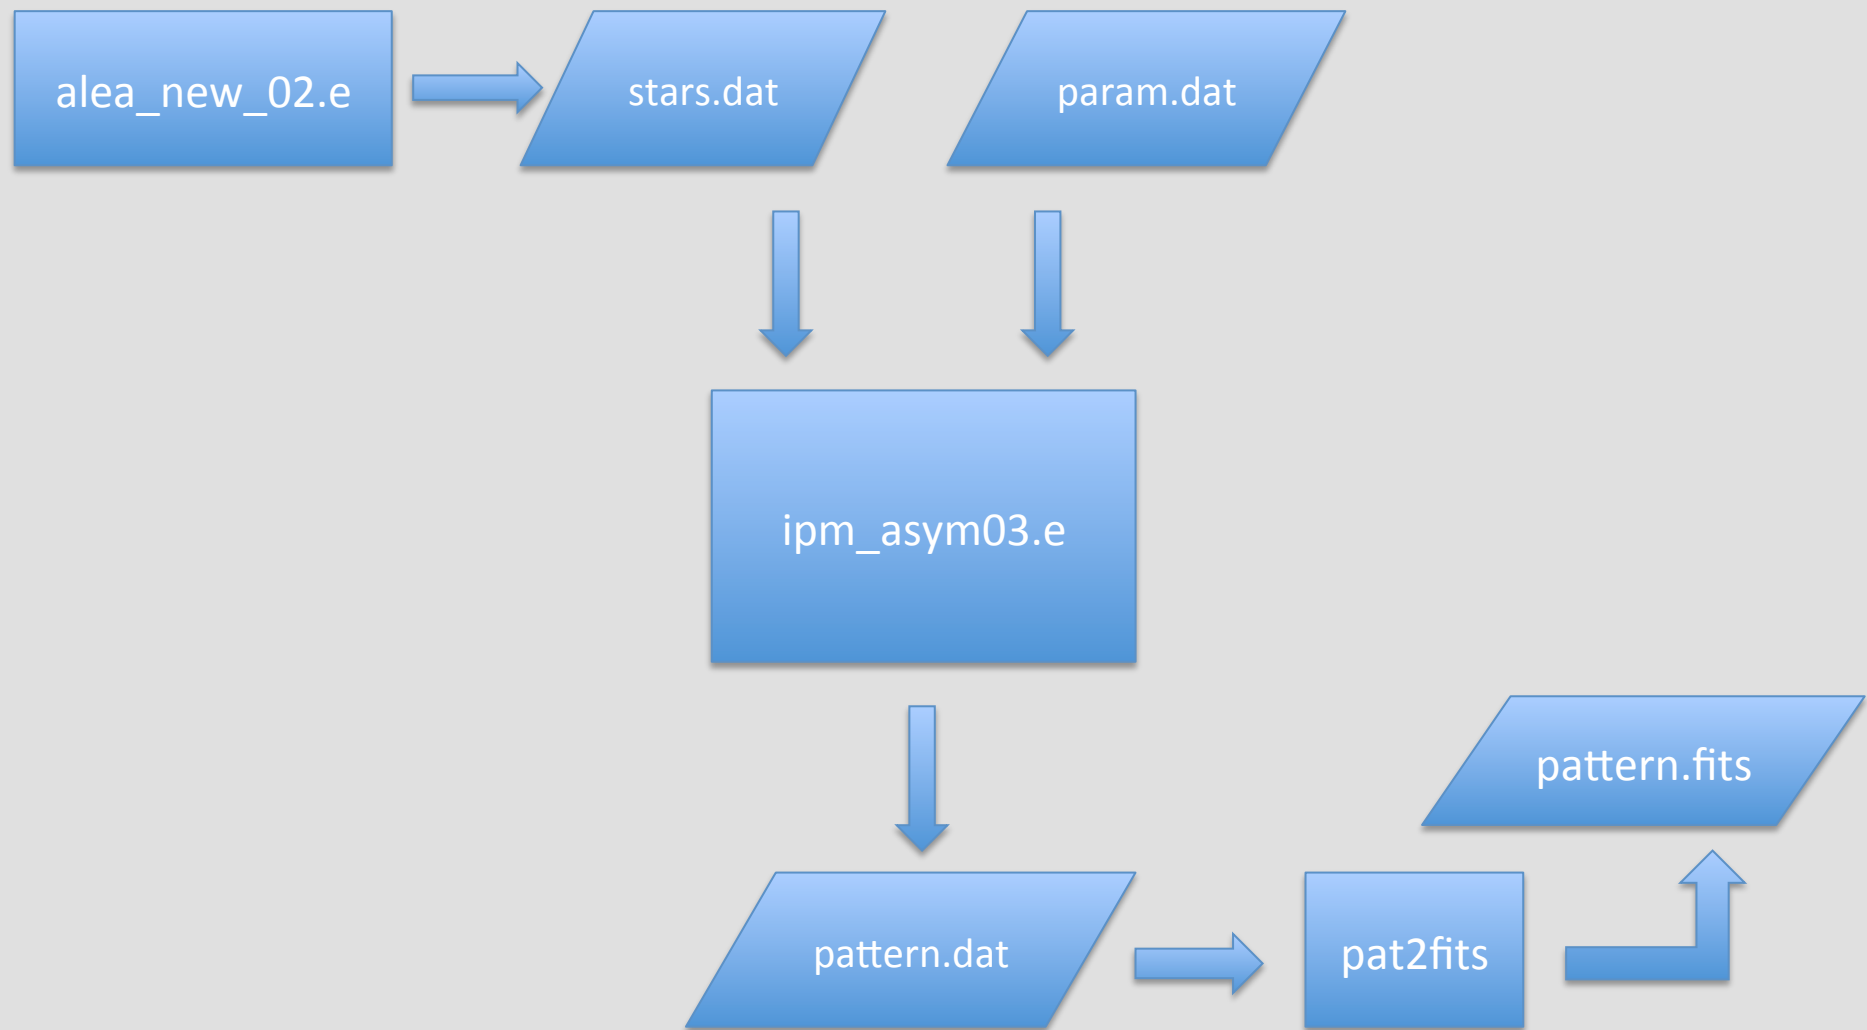 alea_new_02.e
stars.dat
param.dat
ipm_asym03.e
pattern.fits
pattern.dat
pat2fits